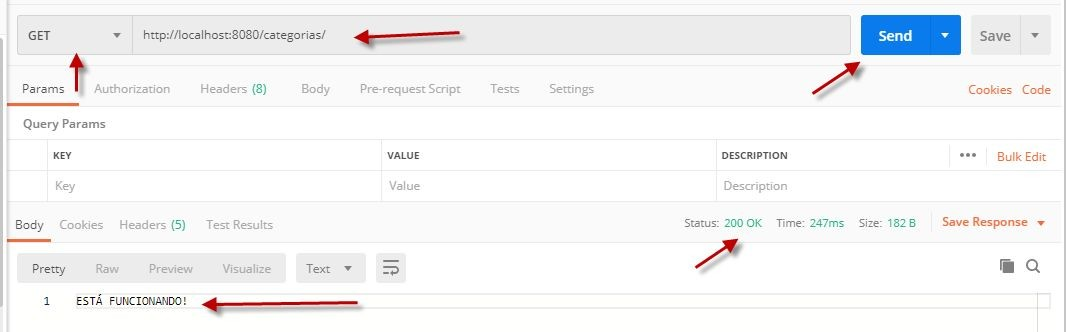 GET http://localhost:8080/categorias/ Send Save
Params Authorization Headers (8) Body Pre-request Script Tests Settings Cookies Code
Query Params
KEY VALUE DESCRIPTION ••• Bulk Edit
Key Value Description
Body Cookies Headers (5) Test Results Status: 200 OK Time: 247ms Size: 182 B Save Response
Pretty Raw Preview Visualize Text
1 ESTÁ FUNCIONANDO!